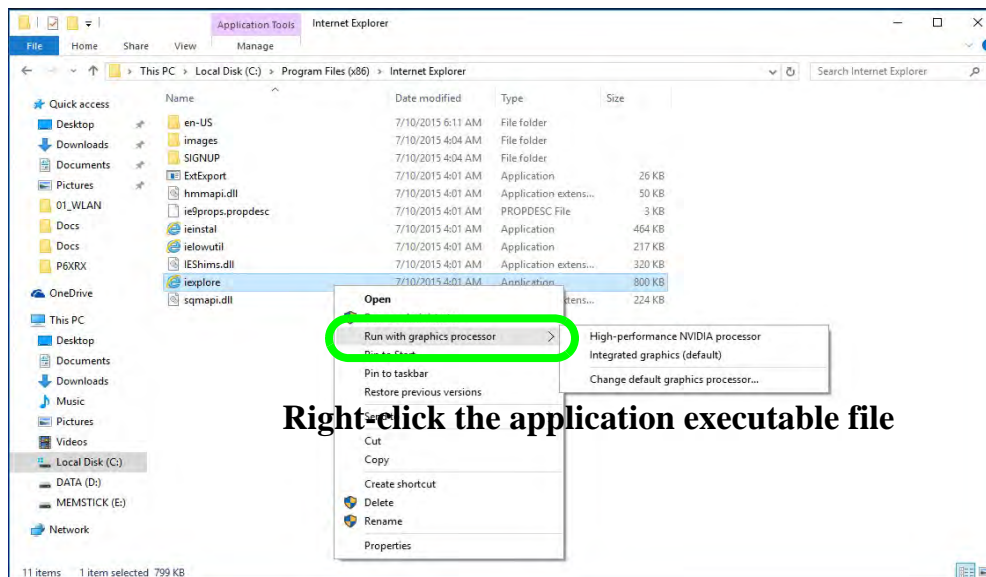 Application Tools Internet Explorer
File Home Share View Manage
This PC > Local Disk (C:) > Program Files (x86) > Internet Explorer Search Internet Explorer
Name Date modified Type Size
Quick access
Desktop
Downloads
Documents
Pictures
01_WLAN
Docs
Docs
P6XRX
OneDrive
This PC
Desktop
Documents
Downloads
Music
Pictures
Videos
Local Disk (C:)
DATA (D:)
MEMSTICK (E:)
Network
en-US 7/10/2015 6:11 AM File folder
images 7/10/2015 4:04 AM File folder
SIGNUP 7/10/2015 4:04 AM File folder
ExtExport 7/10/2015 4:01 AM Application 26 KB
hmmapi.dll 7/10/2015 4:01 AM Application extens... 50 KB
ie9props.propdesc 7/10/2015 4:01 AM PROPDESC File 3 KB
ieinstal 7/10/2015 4:01 AM Application 464 KB
ielowutil 7/10/2015 4:01 AM Application 217 KB
IEShims.dll 7/10/2015 4:01 AM Application extens... 320 KB
iexplore 7/10/2015 4:01 AM Application 800 KB
sqmapi.dll 224 KB
Open
Run with graphics processor >
Pin to Start
Pin to taskbar
Restore previous versions
Cut
Copy
Create shortcut
Delete
Rename
Properties
High-performance NVIDIA processor
Integrated graphics (default)
Change default graphics processor...
Right-click the application executable file
11 items 1 item selected 799 KB